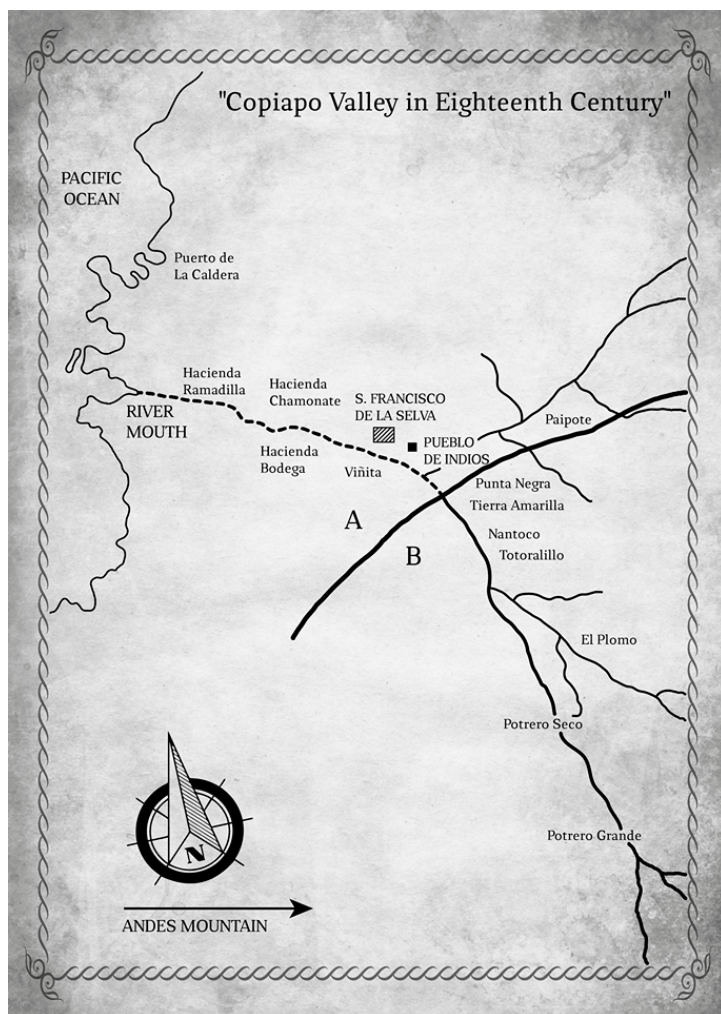 "Copiapo Valley in Eighteenth Century"
PACIFIC
OCEAN
Puerto de
La Caldera
Hacienda
Ramadilla
Hacienda
Chamonate
S. FRANCISCO
DE LA SELVA
RIVER
MOUTH
Paipote
PUEBLO
DE INDIOS
Hacienda
Bodega
Viñita
Punta Negra
Tierra Amarilla
A
Nantoco
B
Totoralillo
El Plomo
Potrero Seco
Potrero Grande
N
ANDES MOUNTAIN